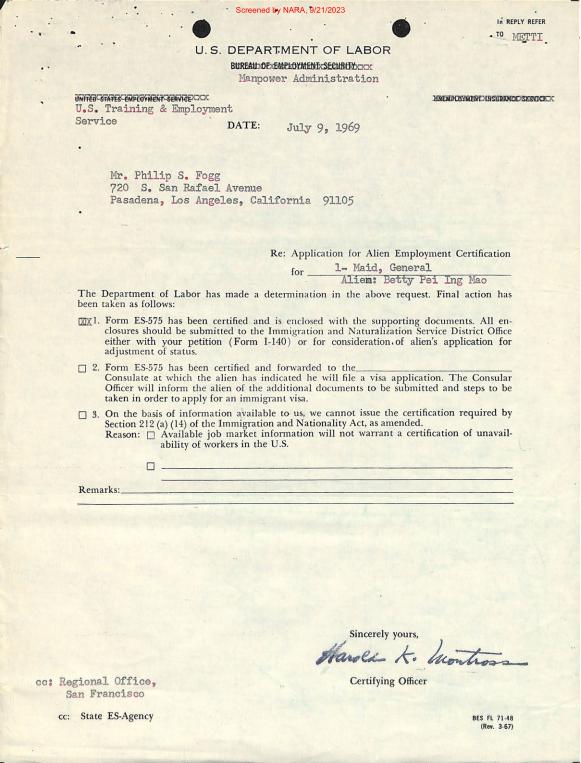 Screened by NARA, 9/21/2023
In REPLY REFER
TO METTI
U.S. DEPARTMENT OF LABOR
BUREAU OF EMPLOYMENT SECURITY
Manpower Administration
UNITED STATES EMPLOYMENT SERVICE
UNEMPLOYMENT INSURANCE SERVICE
U.S. Training & Employment
Service
DATE: July 9, 1969
Mr. Philip S. Fogg
720 S. San Rafael Avenue
Pasadena, Los Angeles, California 91105
Re: Application for Alien Employment Certification
for 1- Maid, General
Alien: Betty Pei Ing Mao
The Department of Labor has made a determination in the above request. Final action has
been taken as follows:
XXX 1. Form ES-575 has been certified and is enclosed with the supporting documents. All en-
closures should be submitted to the Immigration and Naturalization Service District Office
either with your petition (Form I-140) or for consideration of alien's application for
adjustment of status.
☐ 2. Form ES-575 has been certified and forwarded to the
Consulate at which the alien has indicated he will file a visa application. The Consular
Officer will inform the alien of the additional documents to be submitted and steps to be
taken in order to apply for an immigrant visa.
☐ 3. On the basis of information available to us, we cannot issue the certification required by
Section 212 (a) (14) of the Immigration and Nationality Act, as amended.
Reason: ☐ Available job market information will not warrant a certification of unavail-
ability of workers in the U.S.
☐
Remarks:
Sincerely yours,
Harold K. Montross
Certifying Officer
cc: Regional Office,
San Francisco
cc: State ES-Agency
BES FL 71-48
(Rev. 3-67)